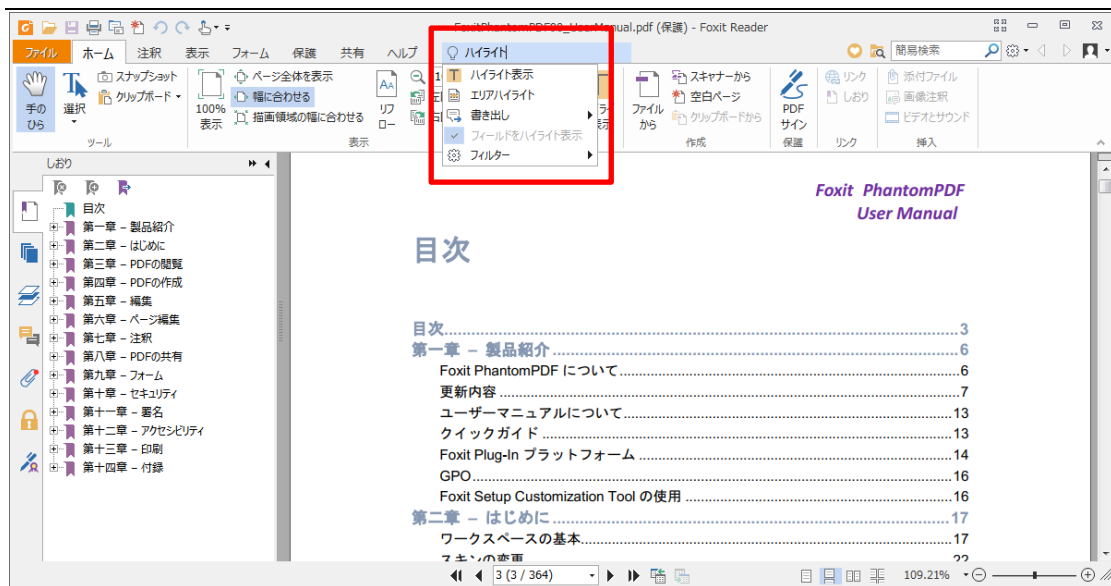 FoxitPhantomPDF90_UserManual.pdf (保護) - Foxit Reader
ファイル ホーム 注釈 表示 フォーム 保護 共有 ヘルプ ハイライト 簡易検索
手のひら
選択
スナップショット
クリップボード
ツール
100%表示
ページ全体を表示
幅に合わせる
描画領域の幅に合わせる
リフロー
表示
ハイライト表示
エリアハイライト
書き出し
フィールドをハイライト表示
フィルター
ファイルから
スキャナーから
空白ページ
クリップボードから
作成
PDFサイン
保護
リンク
しおり
リンク
添付ファイル
画像注釈
ビデオとサウンド
挿入
しおり
目次
第一章 – 製品紹介
第二章 – はじめに
第三章 – PDFの閲覧
第四章 – PDFの作成
第五章 – 編集
第六章 – ページ編集
第七章 – 注釈
第八章 – PDFの共有
第九章 – フォーム
第十章 – セキュリティ
第十一章 – 署名
第十二章 – アクセシビリティ
第十三章 – 印刷
第十四章 – 付録
Foxit PhantomPDF
User Manual
目次
目次......3
第一章 – 製品紹介......6
Foxit PhantomPDF について......6
更新内容......7
ユーザーマニュアルについて......13
クイックガイド......13
Foxit Plug-In プラットフォーム......14
GPO......16
Foxit Setup Customization Tool の使用......16
第二章 – はじめに......17
ワークスペースの基本......17
スキンの変更......22
3 (3 / 364) 109.21%